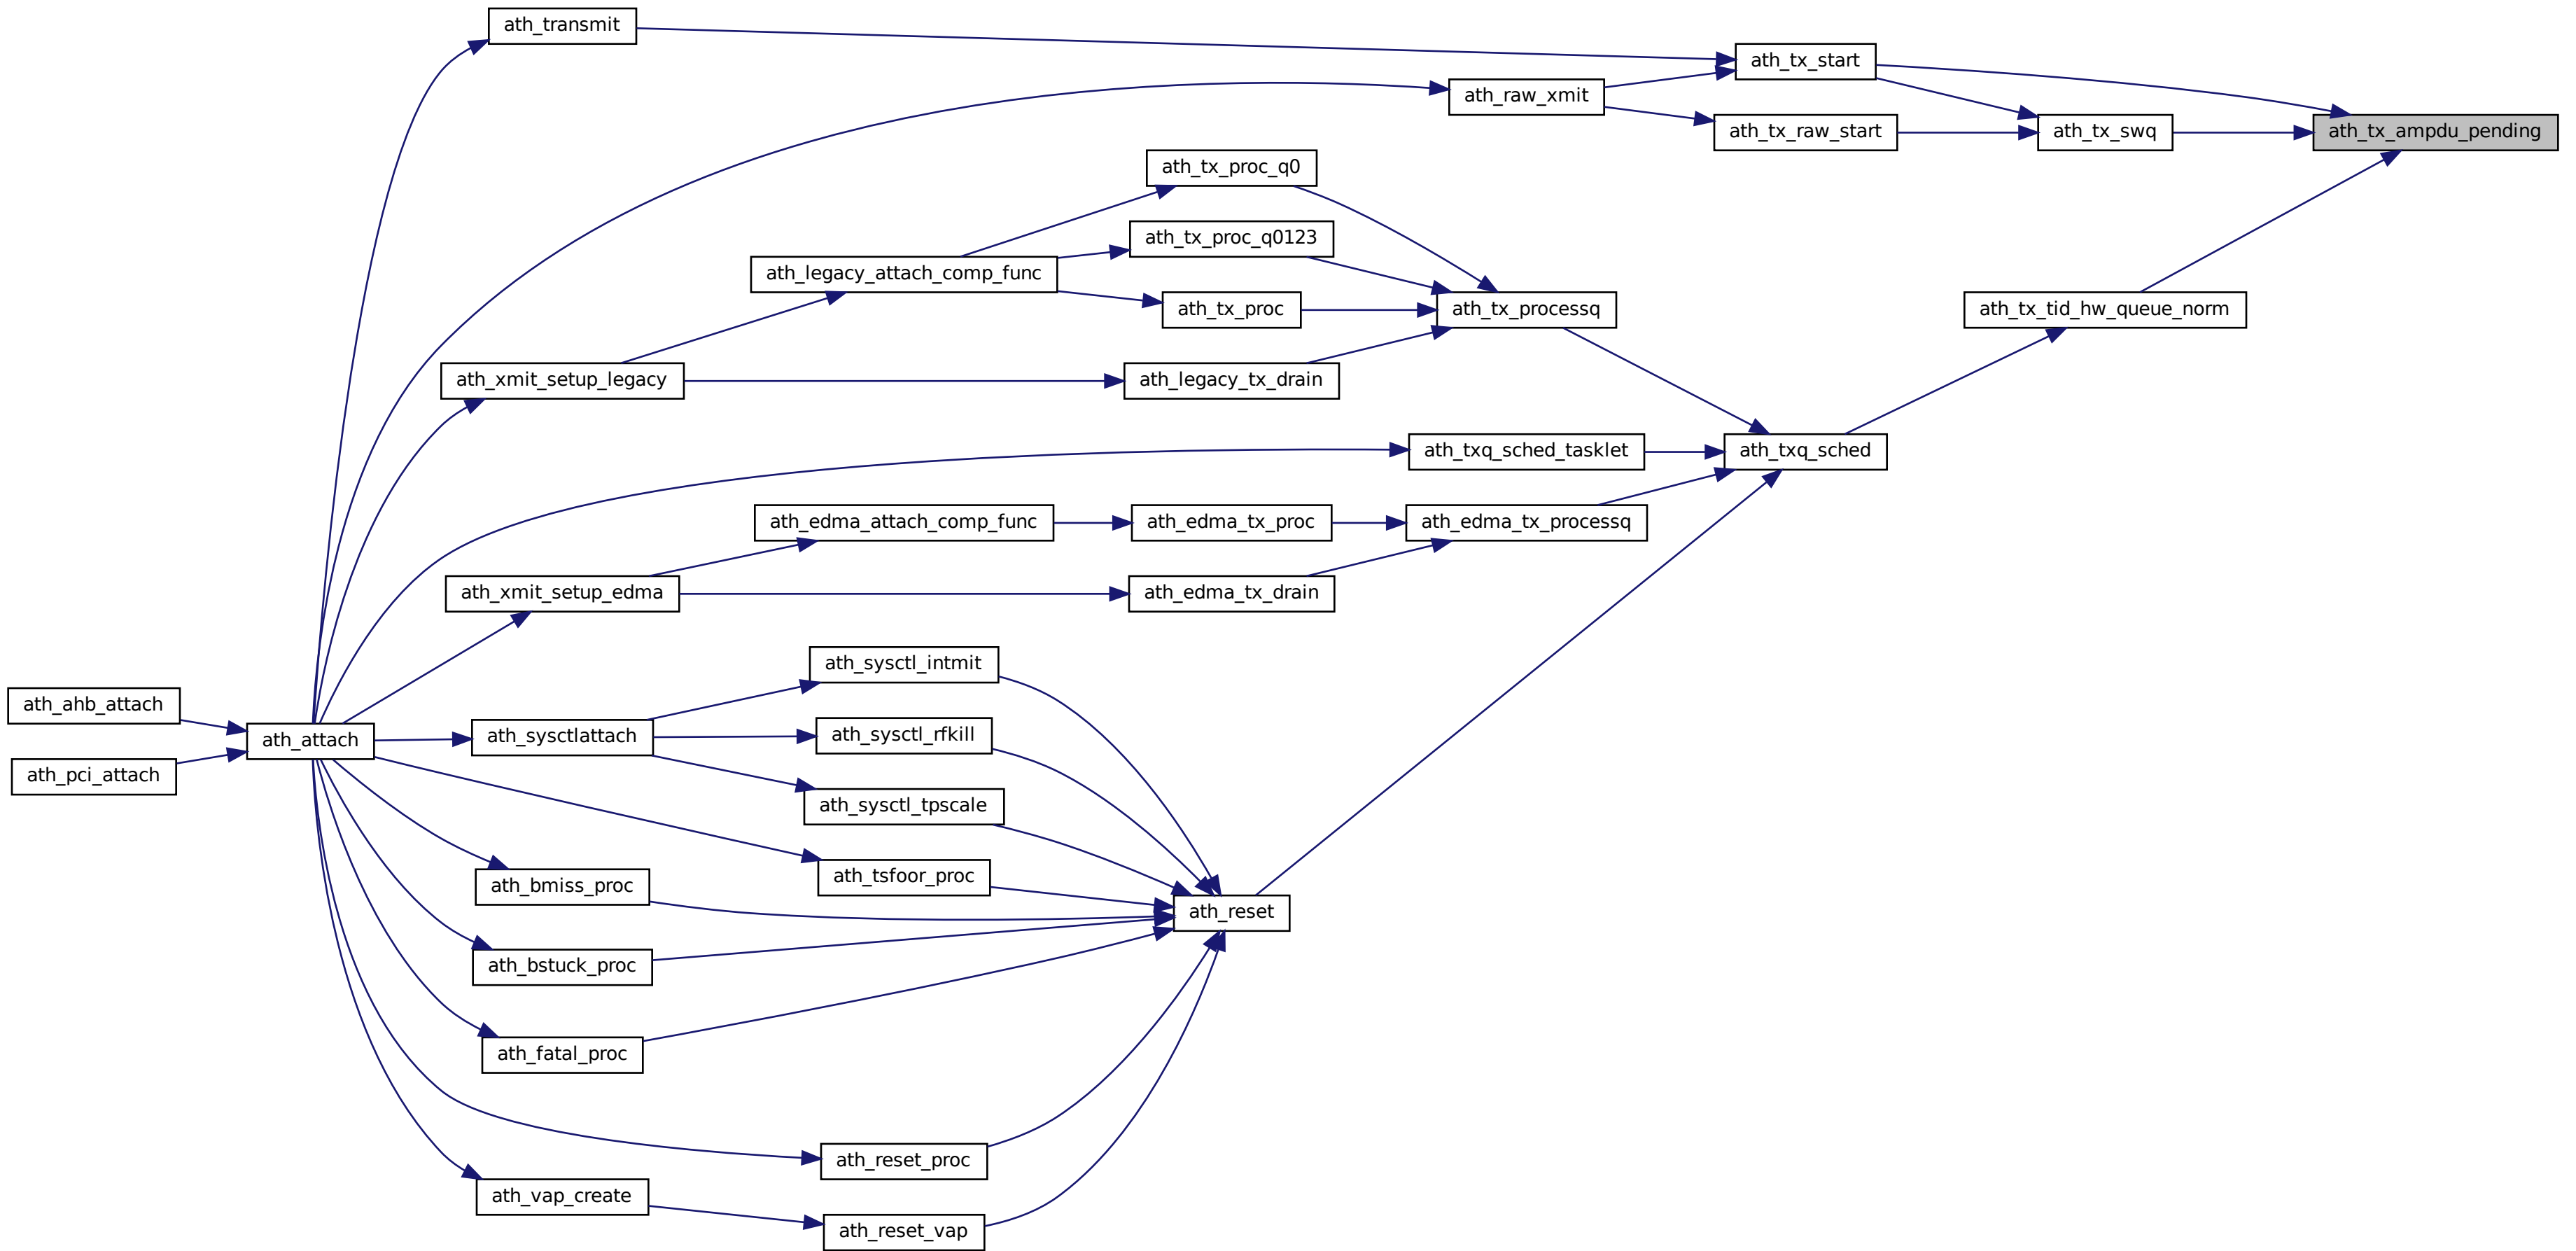 ath_transmit
ath_tx_start
ath_raw_xmit
ath_tx_raw_start
ath_tx_swq
ath_tx_ampdu_pending
ath_tx_proc_q0
ath_tx_proc_q0123
ath_legacy_attach_comp_func
ath_tx_proc
ath_tx_processq
ath_tx_tid_hw_queue_norm
ath_xmit_setup_legacy
ath_legacy_tx_drain
ath_txq_sched_tasklet
ath_txq_sched
ath_edma_attach_comp_func
ath_edma_tx_proc
ath_edma_tx_processq
ath_xmit_setup_edma
ath_edma_tx_drain
ath_sysctl_intmit
ath_ahb_attach
ath_attach
ath_sysctlattach
ath_sysctl_rfkill
ath_pci_attach
ath_sysctl_tpscale
ath_tsfoor_proc
ath_bmiss_proc
ath_reset
ath_bstuck_proc
ath_fatal_proc
ath_reset_proc
ath_vap_create
ath_reset_vap